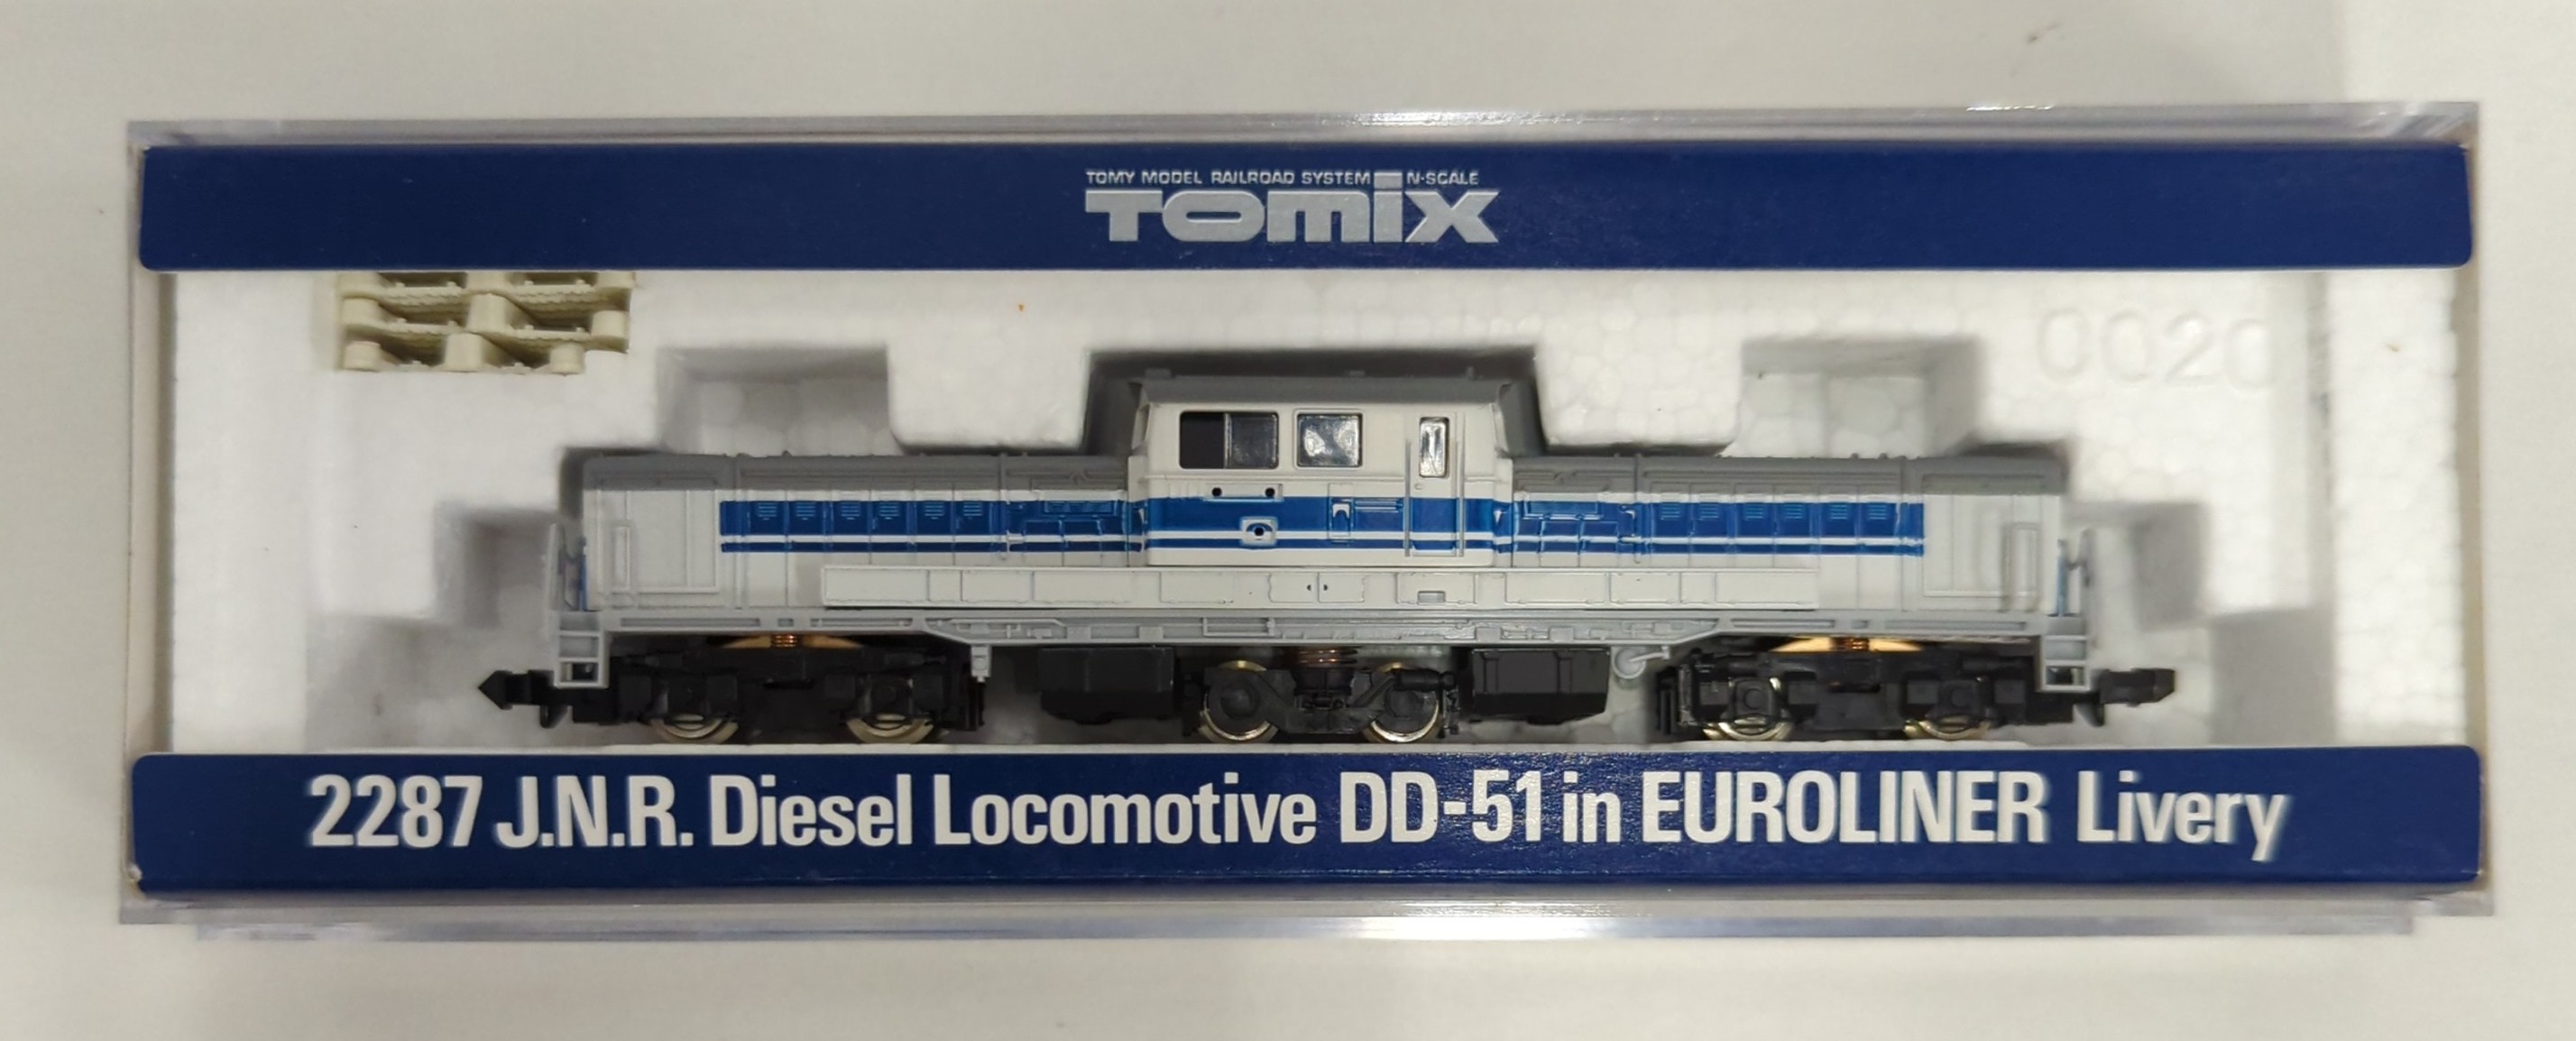 TOMY MODEL RAILROAD SYSTEM N-SCALE
TOMIX
0020
2287 J.N.R. Diesel Locomotive DD-51 in EUROLINER Livery